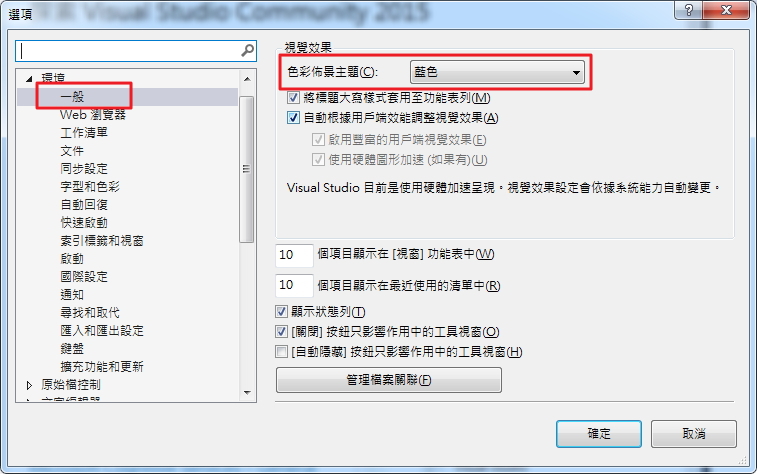 探索 Visual Studio Community 2015
選項
環境
一般
Web 瀏覽器
工作清單
文件
同步設定
字型和色彩
自動回復
快速啟動
索引標籤和視窗
啟動
國際設定
通知
尋找和取代
匯入和匯出設定
鍵盤
擴充功能和更新
原始檔控制
文字編輯器
視覺效果
色彩佈景主題(C): 藍色
將標題大寫樣式套用至功能表列(M)
自動根據用戶端效能調整視覺效果(A)
啟用豐富的用戶端視覺效果(E)
使用硬體圖形加速 (如果有)(U)
Visual Studio 目前是使用硬體加速呈現。視覺效果設定會依據系統能力自動變更。
10 個項目顯示在 [視窗] 功能表中(W)
10 個項目顯示在最近使用的清單中(R)
顯示狀態列(T)
[關閉] 按鈕只影響作用中的工具視窗(O)
[自動隱藏] 按鈕只影響作用中的工具視窗(H)
管理檔案關聯(F)
確定 取消